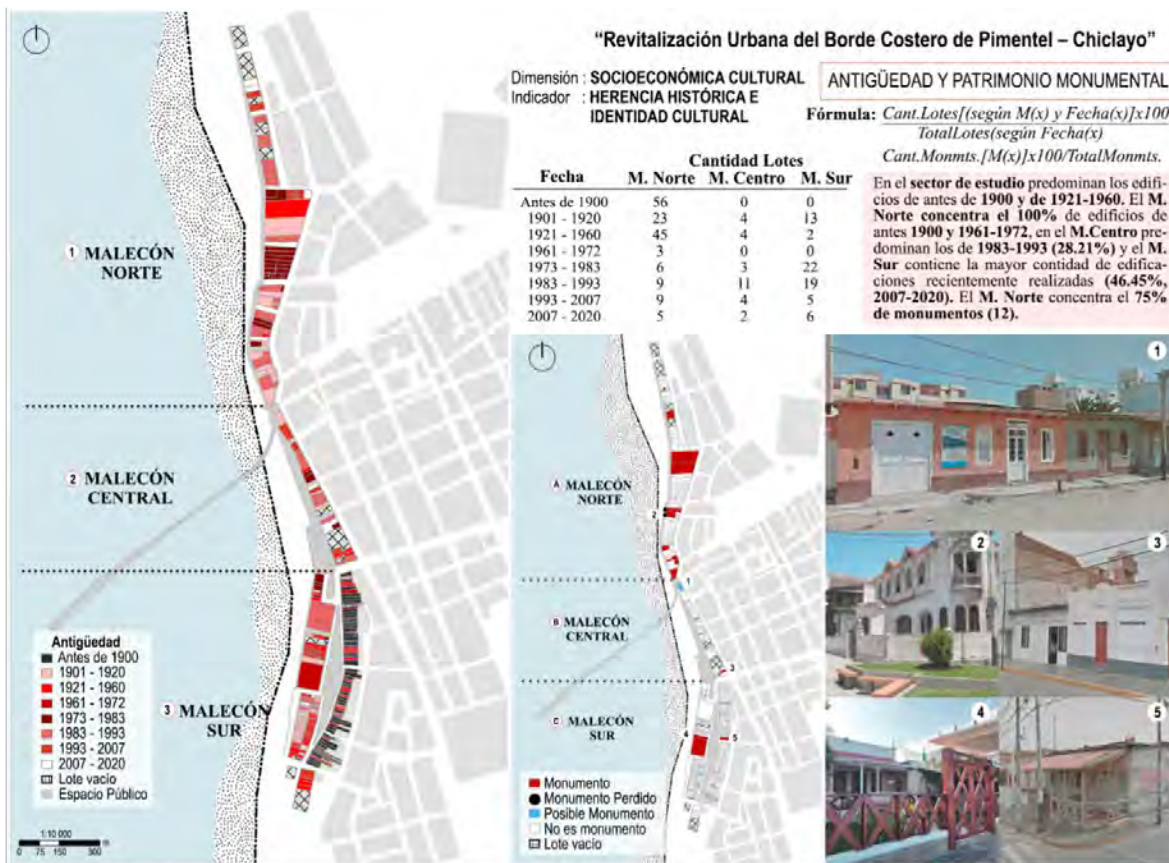 “Revitalización Urbana del Borde Costero de Pimentel – Chiclayo”
Dimensión : SOCIOECONÓMICA CULTURAL
Indicador : HERENCIA HISTÓRICA E
IDENTIDAD CULTURAL
ANTIGÜEDAD Y PATRIMONIO MONUMENTAL
Fórmula: Cant.Lotes[(según M(x) y Fecha(x)]x100
TotalLotes(según Fecha(x)
Cant.Monmts.[M(x)]x100/TotalMonmts.
Cantidad Lotes
Fecha M. Norte M. Centro M. Sur
Antes de 1900 56 0 0
1901 - 1920 23 4 13
1921 - 1960 45 4 2
1961 - 1972 3 0 0
1973 - 1983 6 3 22
1983 - 1993 9 11 19
1993 - 2007 9 4 5
2007 - 2020 5 2 6
En el sector de estudio predominan los edifi-
cios de antes de 1900 y de 1921-1960. El M.
Norte concentra el 100% de edificios de
antes 1900 y 1961-1972, en el M.Centro pre-
dominan los de 1983-1993 (28.21%) y el M.
Sur contiene la mayor cantidad de edifica-
ciones recientemente realizadas (46.45%,
2007-2020). El M. Norte concentra el 75%
de monumentos (12).
1 MALECÓN
NORTE
2 MALECÓN
CENTRAL
3 MALECÓN
SUR
Antigüedad
Antes de 1900
1901 - 1920
1921 - 1960
1961 - 1972
1973 - 1983
1983 - 1993
1993 - 2007
2007 - 2020
Lote vacío
Espacio Público
1:10 000
0 75 150 300 m
A MALECÓN
NORTE
2
1
B MALECÓN
CENTRAL
3
C MALECÓN
SUR
4
5
Monumento
Monumento Perdido
Posible Monumento
No es monumento
Lote vacío
1
2
3
4
5